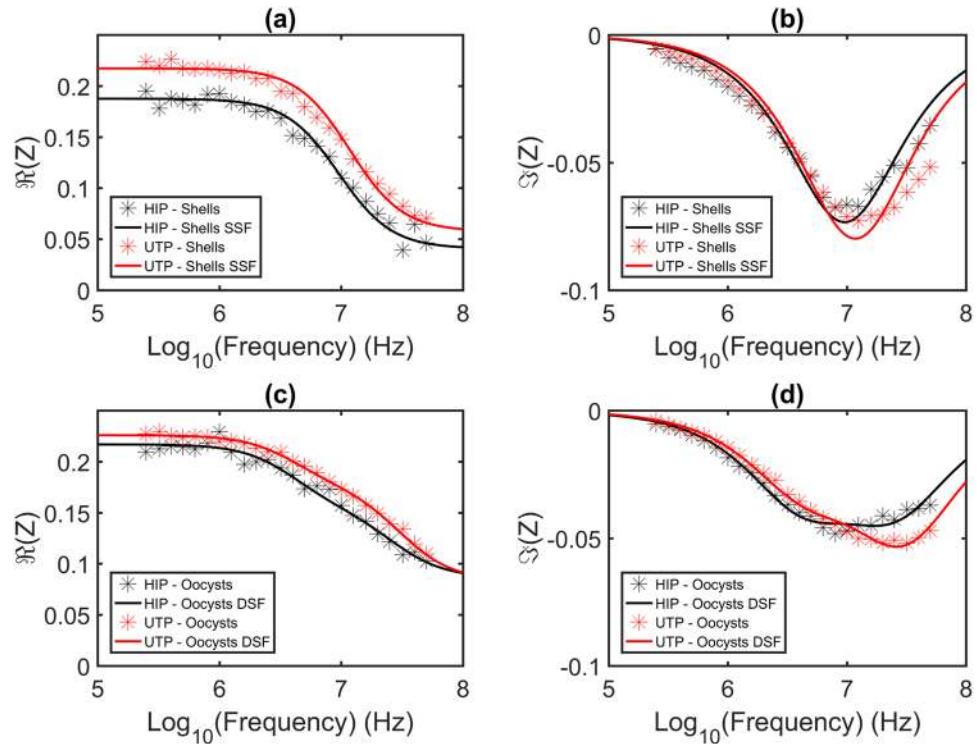 (a)
ℜ(Z)
0.2
0.15
0.1
0.05
0
HIP - Shells
HIP - Shells SSF
UTP - Shells
UTP - Shells SSF
5 6 7 8
Log10(Frequency) (Hz)
(b)
ℑ(Z)
0
-0.05
-0.1
HIP - Shells
HIP - Shells SSF
UTP - Shells
UTP - Shells SSF
5 6 7 8
Log10(Frequency) (Hz)
(c)
ℜ(Z)
0.2
0.15
0.1
0.05
0
HIP - Oocysts
HIP - Oocysts DSF
UTP - Oocysts
UTP - Oocysts DSF
5 6 7 8
Log10(Frequency) (Hz)
(d)
ℑ(Z)
0
-0.05
-0.1
HIP - Oocysts
HIP - Oocysts DSF
UTP - Oocysts
UTP - Oocysts DSF
5 6 7 8
Log10(Frequency) (Hz)